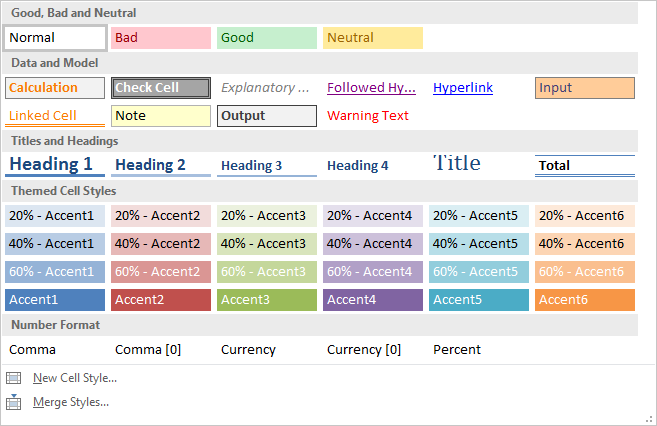 Good, Bad and Neutral
Normal Bad Good Neutral
Data and Model
Calculation Check Cell Explanatory ... Followed Hy... Hyperlink Input
Linked Cell Note Output Warning Text
Titles and Headings
Heading 1 Heading 2 Heading 3 Heading 4 Title Total
Themed Cell Styles
20% - Accent1 20% - Accent2 20% - Accent3 20% - Accent4 20% - Accent5 20% - Accent6
40% - Accent1 40% - Accent2 40% - Accent3 40% - Accent4 40% - Accent5 40% - Accent6
60% - Accent1 60% - Accent2 60% - Accent3 60% - Accent4 60% - Accent5 60% - Accent6
Accent1 Accent2 Accent3 Accent4 Accent5 Accent6
Number Format
Comma Comma [0] Currency Currency [0] Percent
New Cell Style...
Merge Styles...